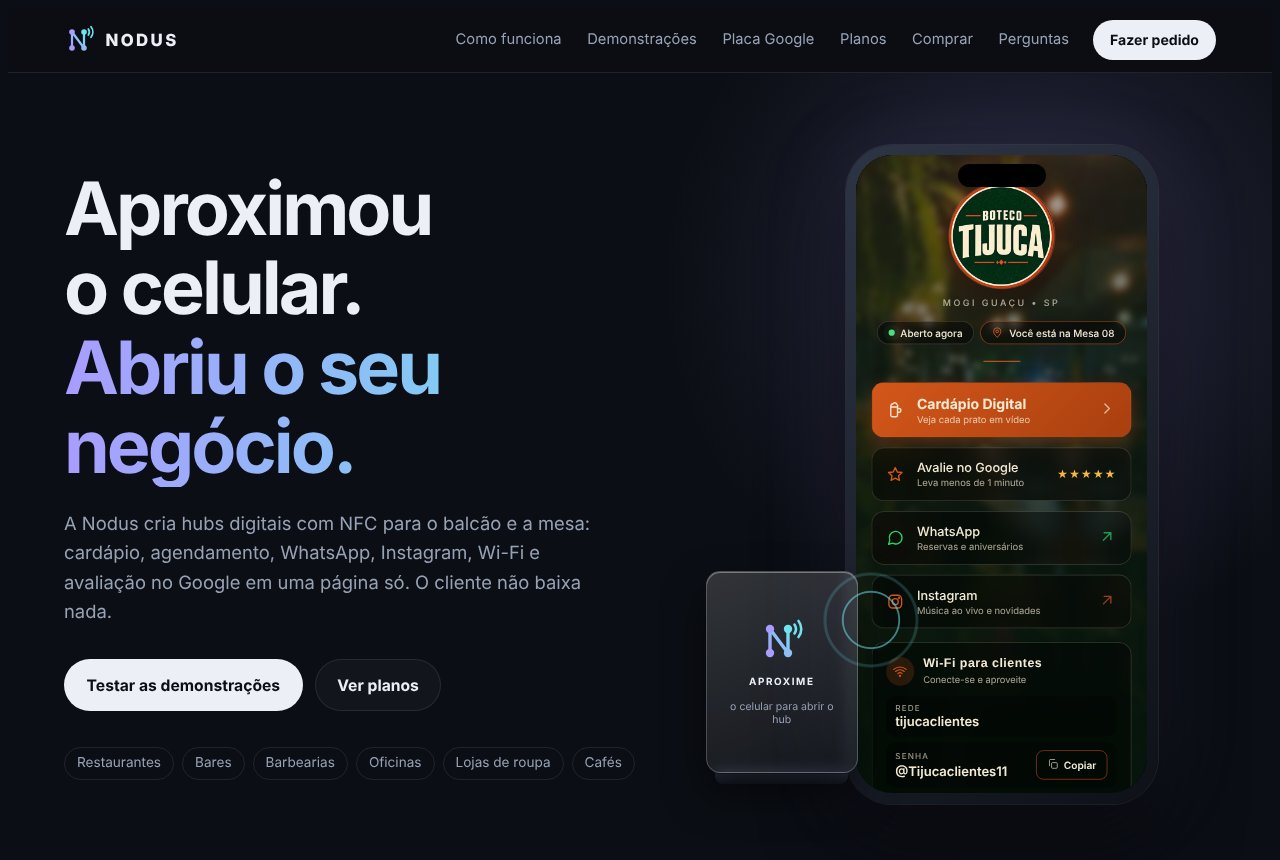 NODUS
Como funciona
Demonstrações
Placa Google
Planos
Comprar
Perguntas
Fazer pedido
Aproximou
o celular.
Abriu o seu
negócio.
A Nodus cria hubs digitais com NFC para o balcão e a mesa:
cardápio, agendamento, WhatsApp, Instagram, Wi-Fi e
avaliação no Google em uma página só. O cliente não baixa
nada.
Testar as demonstrações
Ver planos
Restaurantes
Bares
Barbearias
Oficinas
Lojas de roupa
Cafés
APROXIME
o celular para abrir o
hub
BOTECO
TIJUCA
MOGI GUAÇU • SP
Aberto agora
Você está na Mesa 08
Cardápio Digital
Veja cada prato em vídeo
Avalie no Google
Leva menos de 1 minuto
★★★★★
WhatsApp
Reservas e aniversários
Instagram
Música ao vivo e novidades
Wi-Fi para clientes
Conecte-se e aproveite
REDE
tijucaclientes
SENHA
@Tijucaclientes11
Copiar